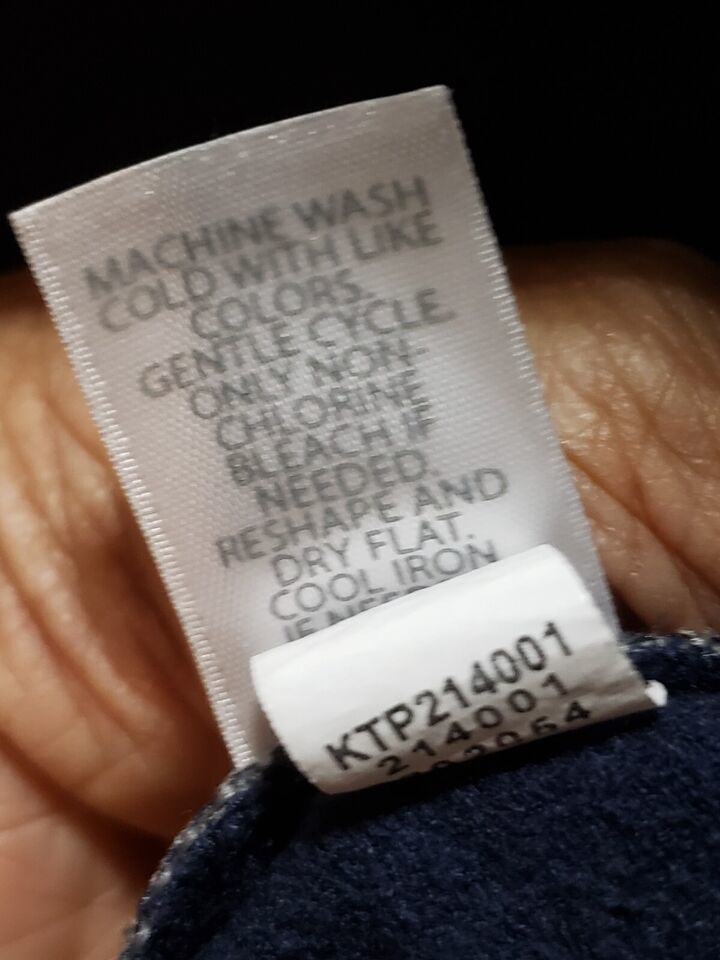 MACHINE WASH
COLD WITH LIKE
COLORS.
GENTLE CYCLE.
ONLY NON-
CHLORINE
BLEACH IF
NEEDED.
RESHAPE AND
DRY FLAT.
COOL IRON
IF
KTP214001
214001